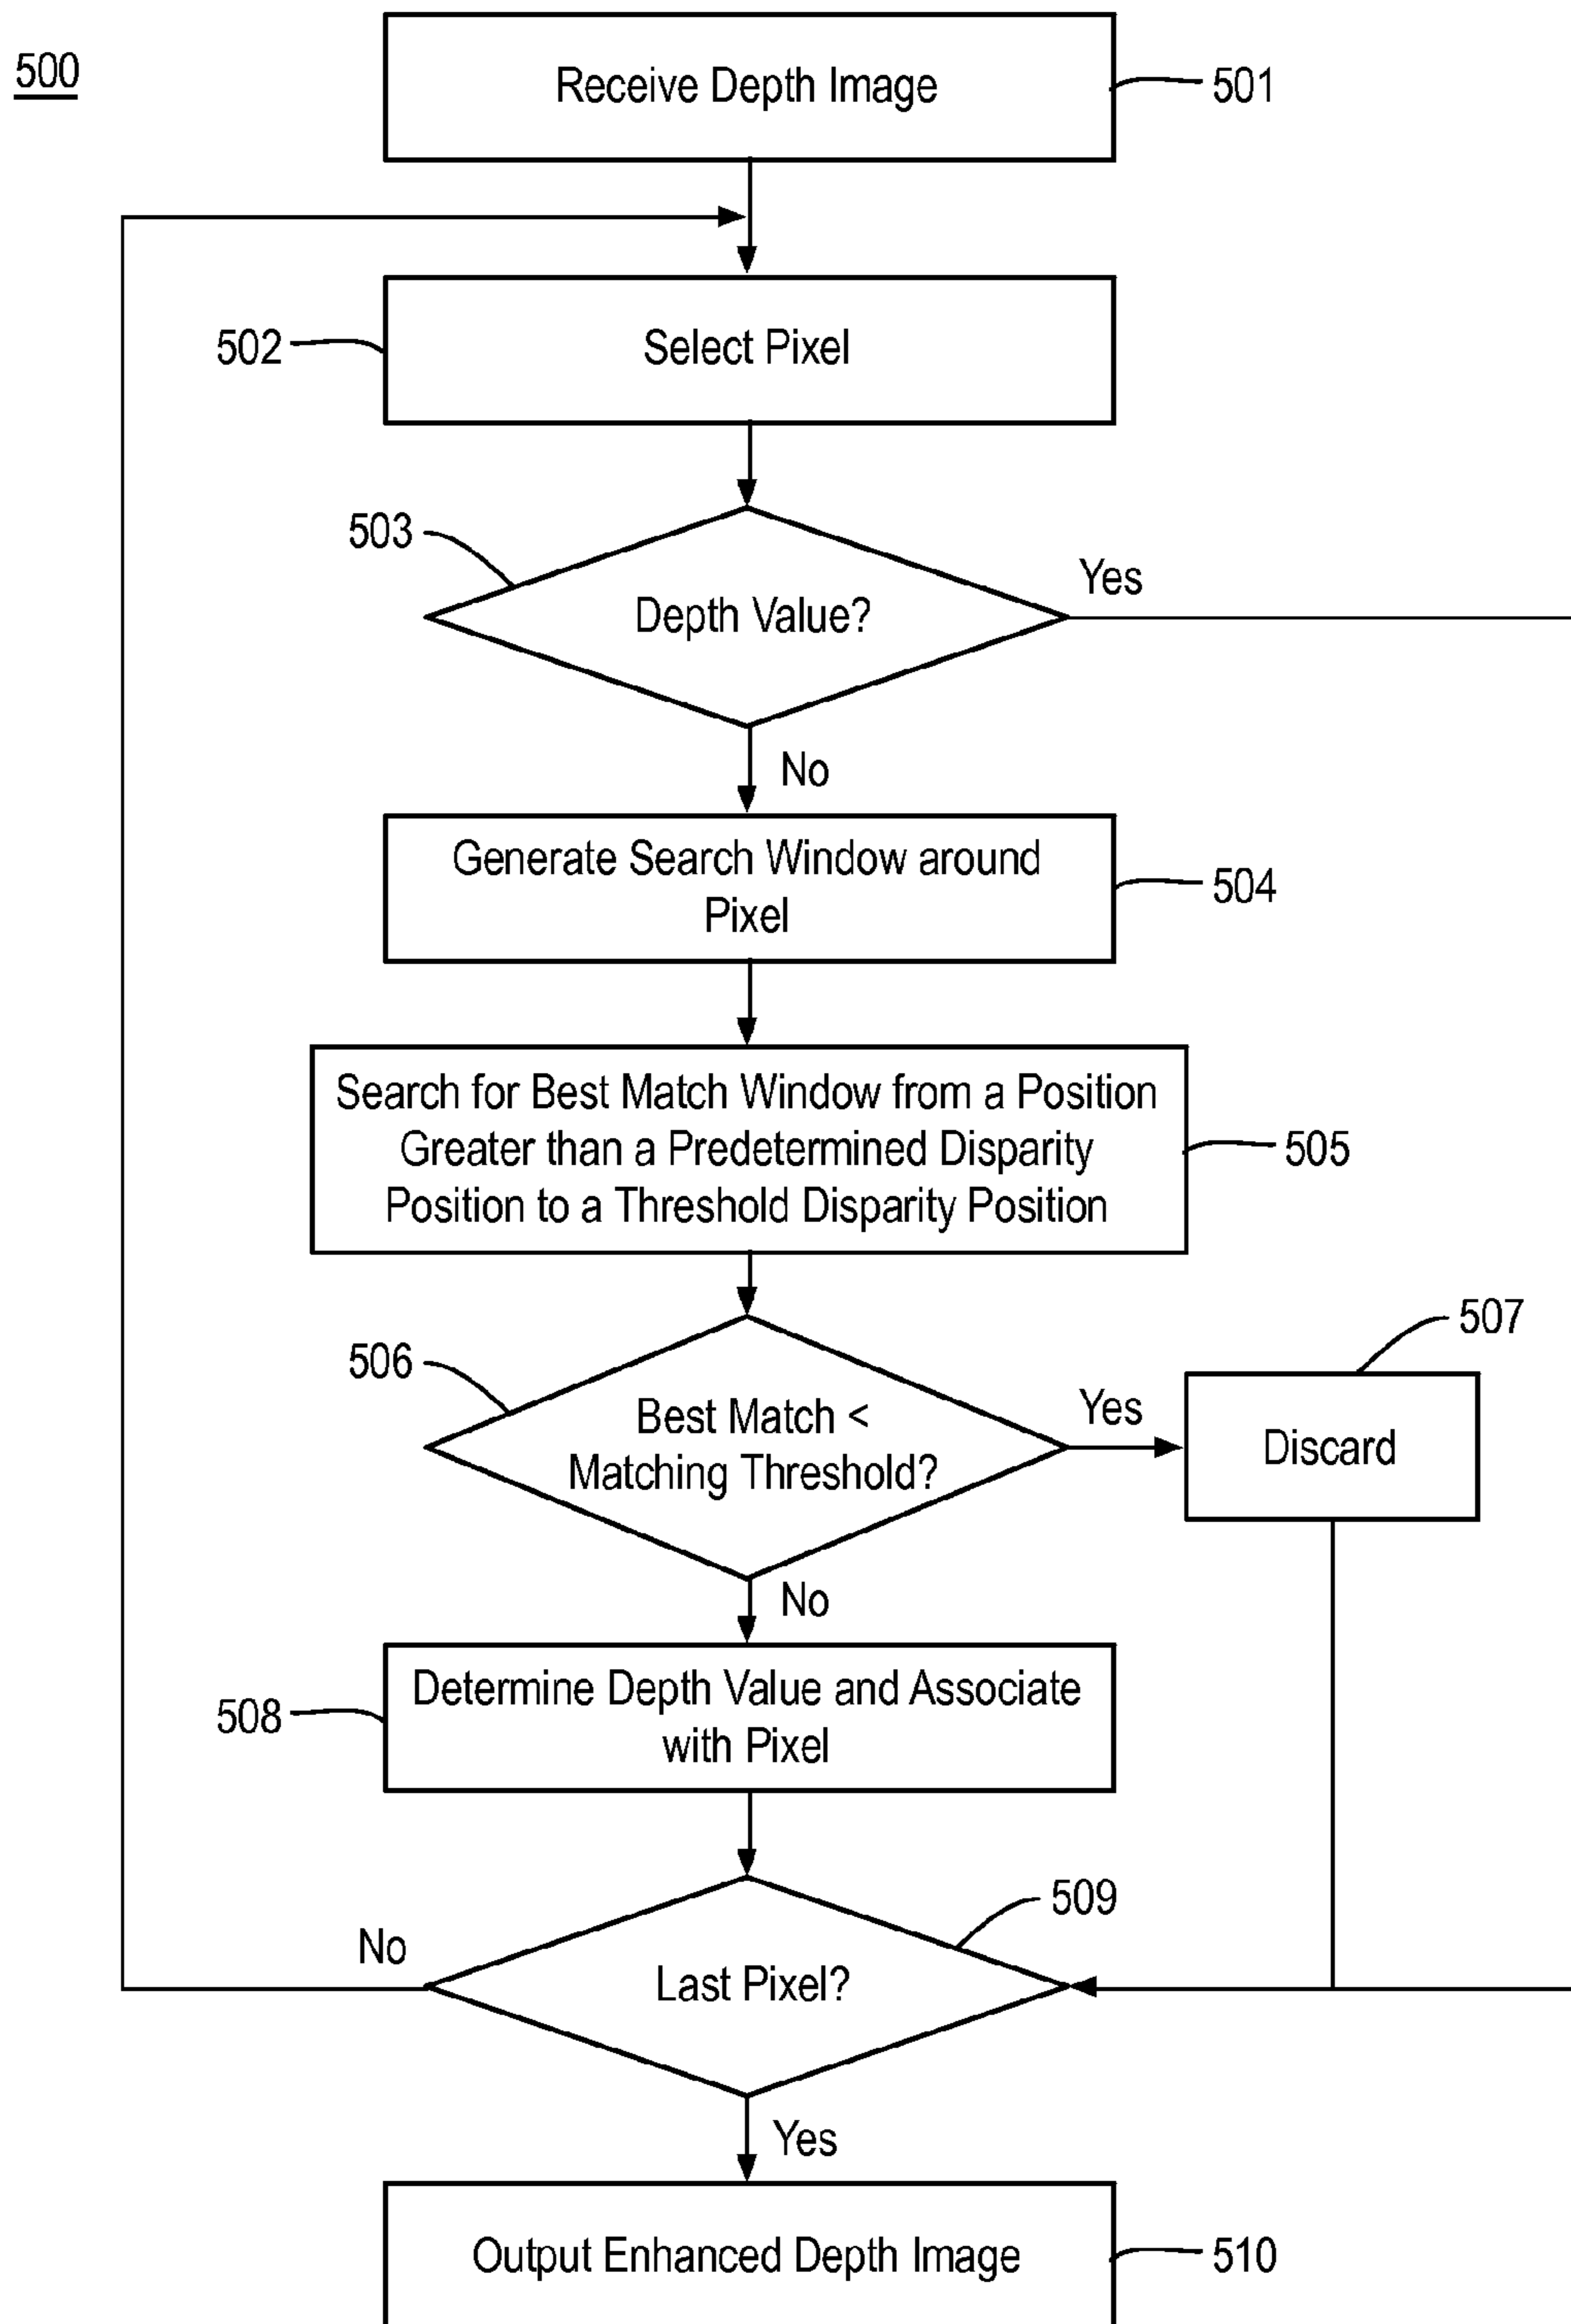 500
Receive Depth Image
501
502
Select Pixel
503
Depth Value?
Yes
No
Generate Search Window around
Pixel
504
Search for Best Match Window from a Position
Greater than a Predetermined Disparity
Position to a Threshold Disparity Position
505
506
Best Match <
Matching Threshold?
Yes
507
Discard
No
508
Determine Depth Value and Associate
with Pixel
509
No
Last Pixel?
Yes
Output Enhanced Depth Image
510